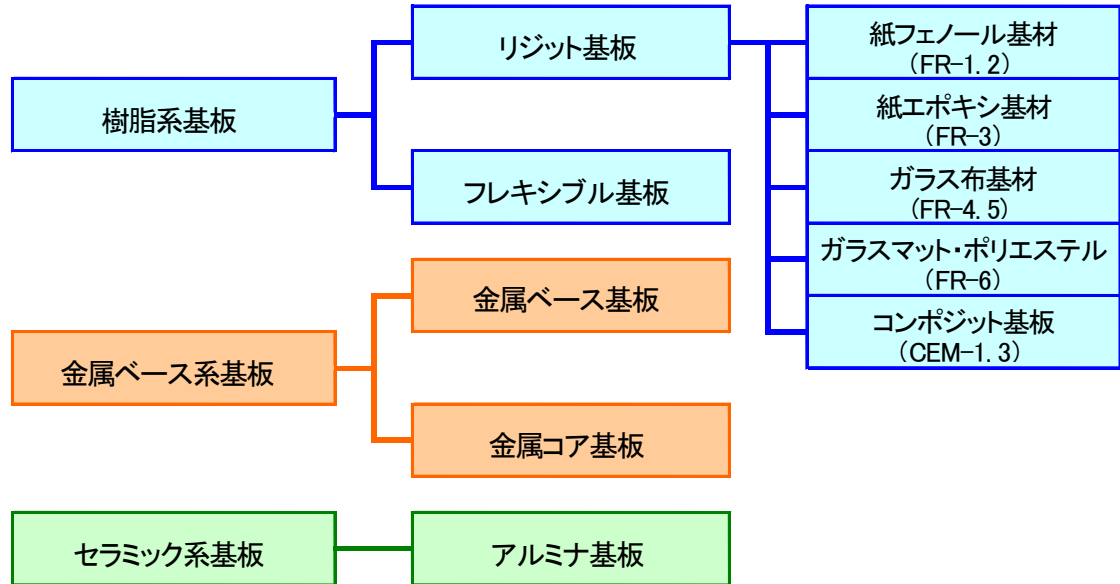 樹脂系基板
リジット基板
フレキシブル基板
紙フェノール基材
（FR-1.2）
紙エポキシ基材
（FR-3）
ガラス布基材
（FR-4.5）
ガラスマット・ポリエステル
（FR-6）
コンポジット基板
（CEM-1.3）
金属ベース系基板
金属ベース基板
金属コア基板
セラミック系基板
アルミナ基板